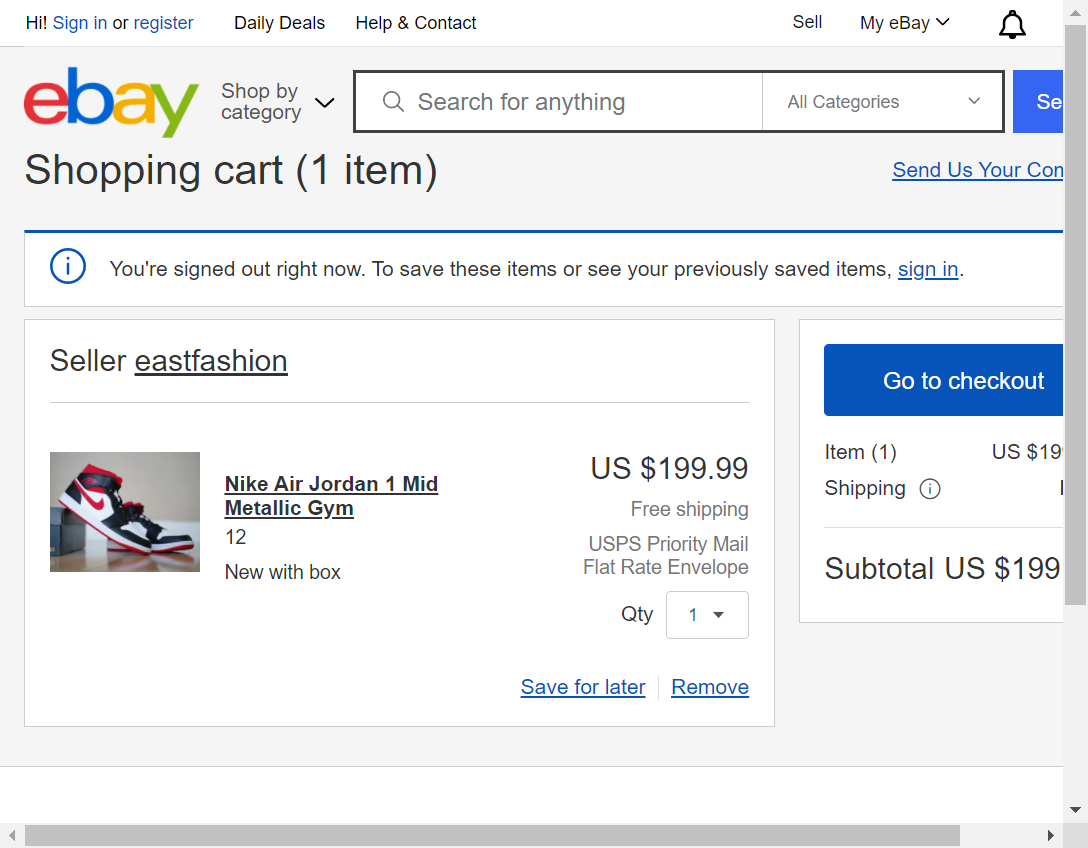 Hi! Sign in or register Daily Deals Help & Contact Sell My eBay
ebay
Shop by category
Search for anything
All Categories
Se
Shopping cart (1 item)
Send Us Your Con
You're signed out right now. To save these items or see your previously saved items, sign in.
Seller eastfashion
Nike Air Jordan 1 Mid
Metallic Gym
12
New with box
US $199.99
Free shipping
USPS Priority Mail
Flat Rate Envelope
Qty 1
Save for later Remove
Go to checkout
Item (1) US $19
Shipping
Subtotal US $199